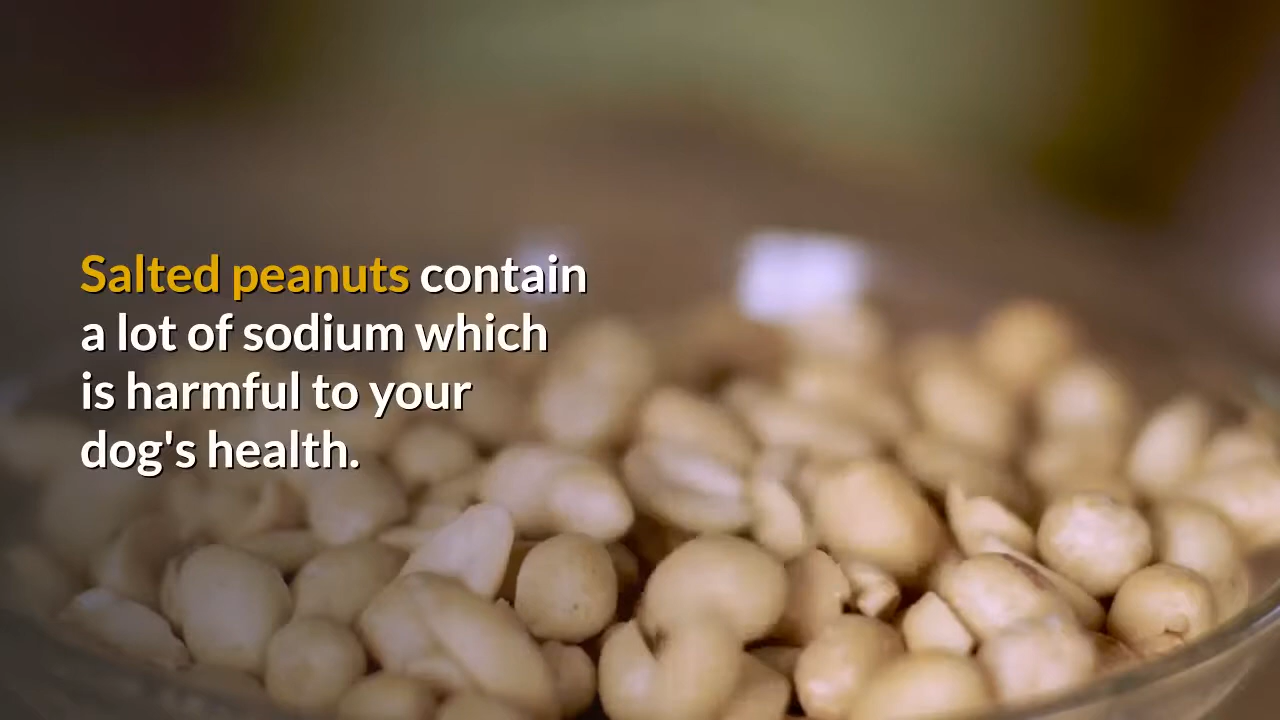 Salted peanuts contain
a lot of sodium which
is harmful to your
dog's health.